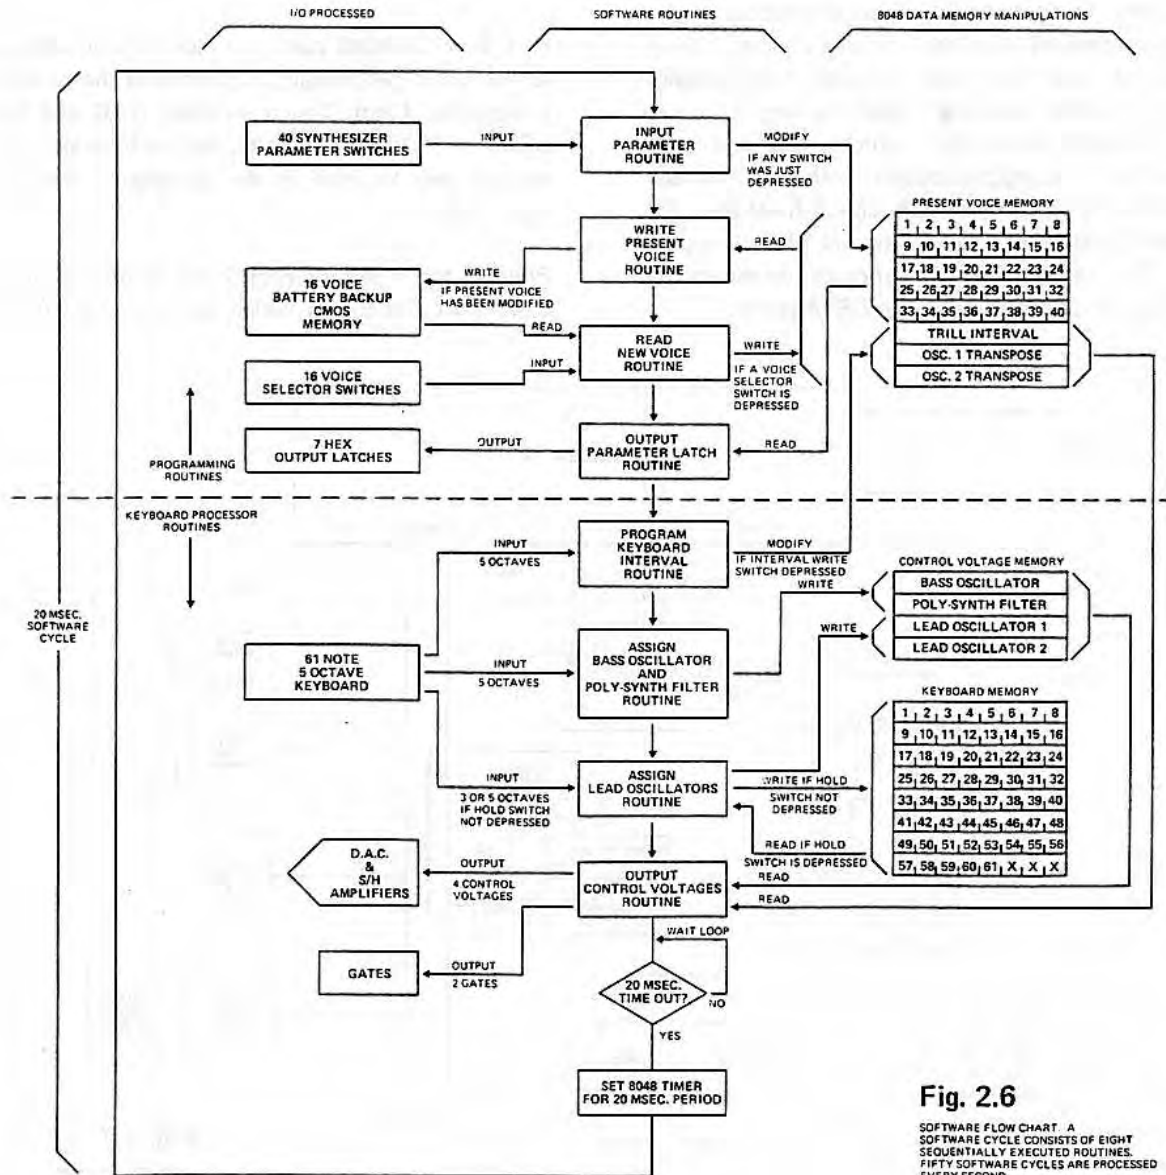 I/O PROCESSED
SOFTWARE ROUTINES
8048 DATA MEMORY MANIPULATIONS
40 SYNTHESIZER
PARAMETER SWITCHES
INPUT
INPUT
PARAMETER
ROUTINE
MODIFY
IF ANY SWITCH
WAS JUST
DEPRESSED
PRESENT VOICE MEMORY
1 2 3 4 5 6 7 8
9 10 11 12 13 14 15 16
17 18 19 20 21 22 23 24
25 26 27 28 29 30 31 32
33 34 35 36 37 38 39 40
TRILL INTERVAL
OSC. 1 TRANSPOSE
OSC. 2 TRANSPOSE
WRITE
PRESENT
VOICE
ROUTINE
READ
WRITE
IF PRESENT VOICE
HAS BEEN MODIFIED
16 VOICE
BATTERY BACKUP
CMOS
MEMORY
READ
READ
NEW VOICE
ROUTINE
WRITE
IF A VOICE
SELECTOR
SWITCH IS
DEPRESSED
INPUT
16 VOICE
SELECTOR SWITCHES
7 HEX
OUTPUT LATCHES
OUTPUT
OUTPUT
PARAMETER LATCH
ROUTINE
READ
PROGRAMMING
ROUTINES
KEYBOARD PROCESSOR
ROUTINES
20 MSEC.
SOFTWARE
CYCLE
INPUT
5 OCTAVES
PROGRAM
KEYBOARD
INTERVAL
ROUTINE
MODIFY
IF INTERVAL WRITE
SWITCH DEPRESSED
WRITE
CONTROL VOLTAGE MEMORY
BASS OSCILLATOR
POLY-SYNTH FILTER
LEAD OSCILLATOR 1
LEAD OSCILLATOR 2
61 NOTE
5 OCTAVE
KEYBOARD
INPUT
5 OCTAVES
ASSIGN
BASS OSCILLATOR
AND
POLY-SYNTH FILTER
ROUTINE
WRITE
KEYBOARD MEMORY
1 2 3 4 5 6 7 8
9 10 11 12 13 14 15 16
17 18 19 20 21 22 23 24
25 26 27 28 29 30 31 32
33 34 35 36 37 38 39 40
41 42 43 44 45 46 47 48
49 50 51 52 53 54 55 56
57 58 59 60 61 X X X
INPUT
3 OR 5 OCTAVES
IF HOLD SWITCH
NOT DEPRESSED
ASSIGN
LEAD OSCILLATORS
ROUTINE
WRITE IF HOLD
SWITCH NOT
DEPRESSED
READ IF HOLD
SWITCH IS DEPRESSED
D.A.C.
&
S/H
AMPLIFIERS
OUTPUT
4 CONTROL
VOLTAGES
OUTPUT
CONTROL VOLTAGES
ROUTINE
READ
READ
GATES
OUTPUT
2 GATES
WAIT LOOP
20 MSEC.
TIME OUT?
NO
YES
SET 8048 TIMER
FOR 20 MSEC. PERIOD
Fig. 2.6
SOFTWARE FLOW CHART. A
SOFTWARE CYCLE CONSISTS OF EIGHT
SEQUENTIALLY EXECUTED ROUTINES.
FIFTY SOFTWARE CYCLES ARE PROCESSED
EVERY SECOND